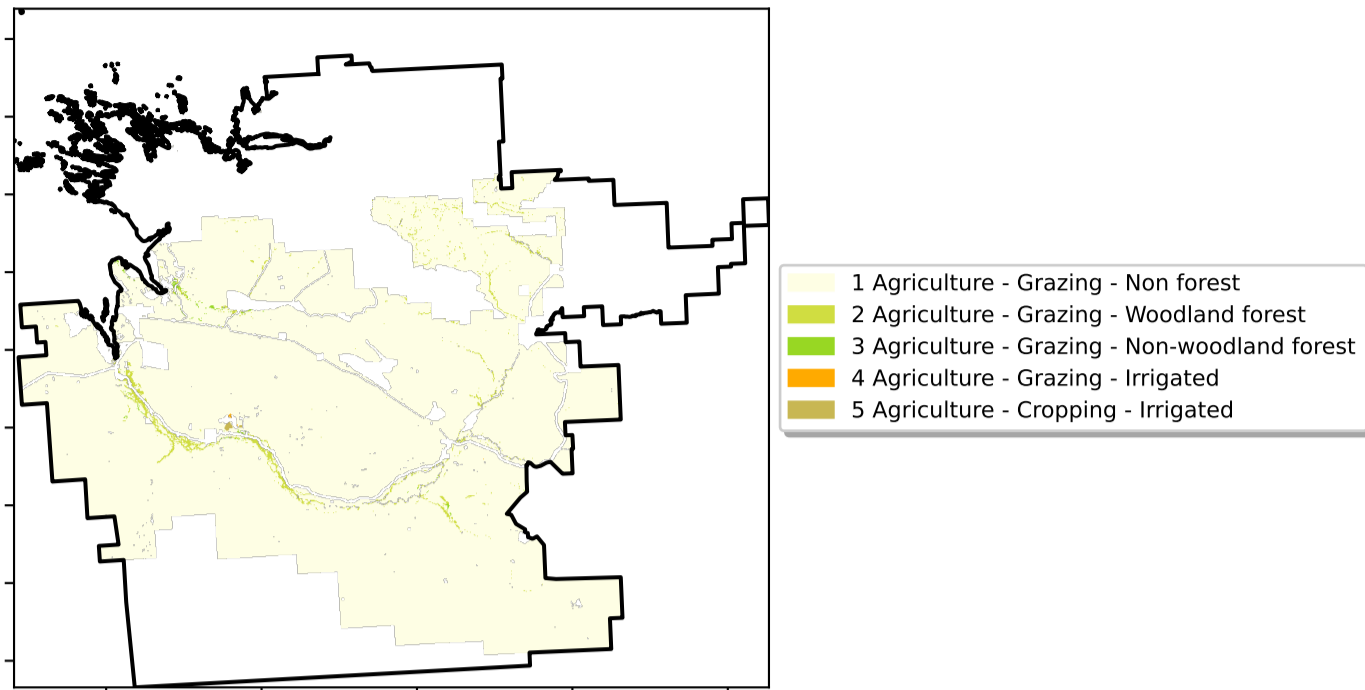 1 Agriculture - Grazing - Non forest
2 Agriculture - Grazing - Woodland forest
3 Agriculture - Grazing - Non-woodland forest
4 Agriculture - Grazing - Irrigated
5 Agriculture - Cropping - Irrigated